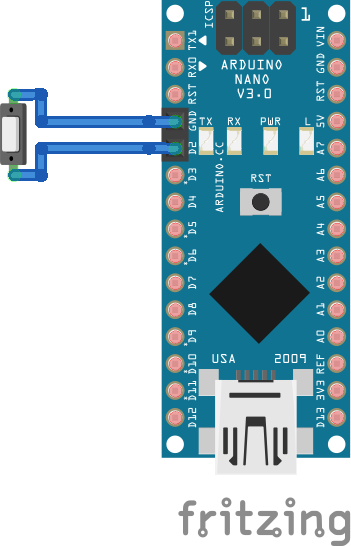 ICSP
1
TX1
RX0
RST
GND
D2
D3
D4
D5
D6
D7
D8
D9
D10
D11
D12
ARDUINO
NANO
V3.0
TX RX PWR L
ARDUINO.CC
RST
USA 2009
VIN
GND
RST
5V
A7
A6
A5
A4
A3
A2
A1
A0
REF
3V3
D13
fritzing